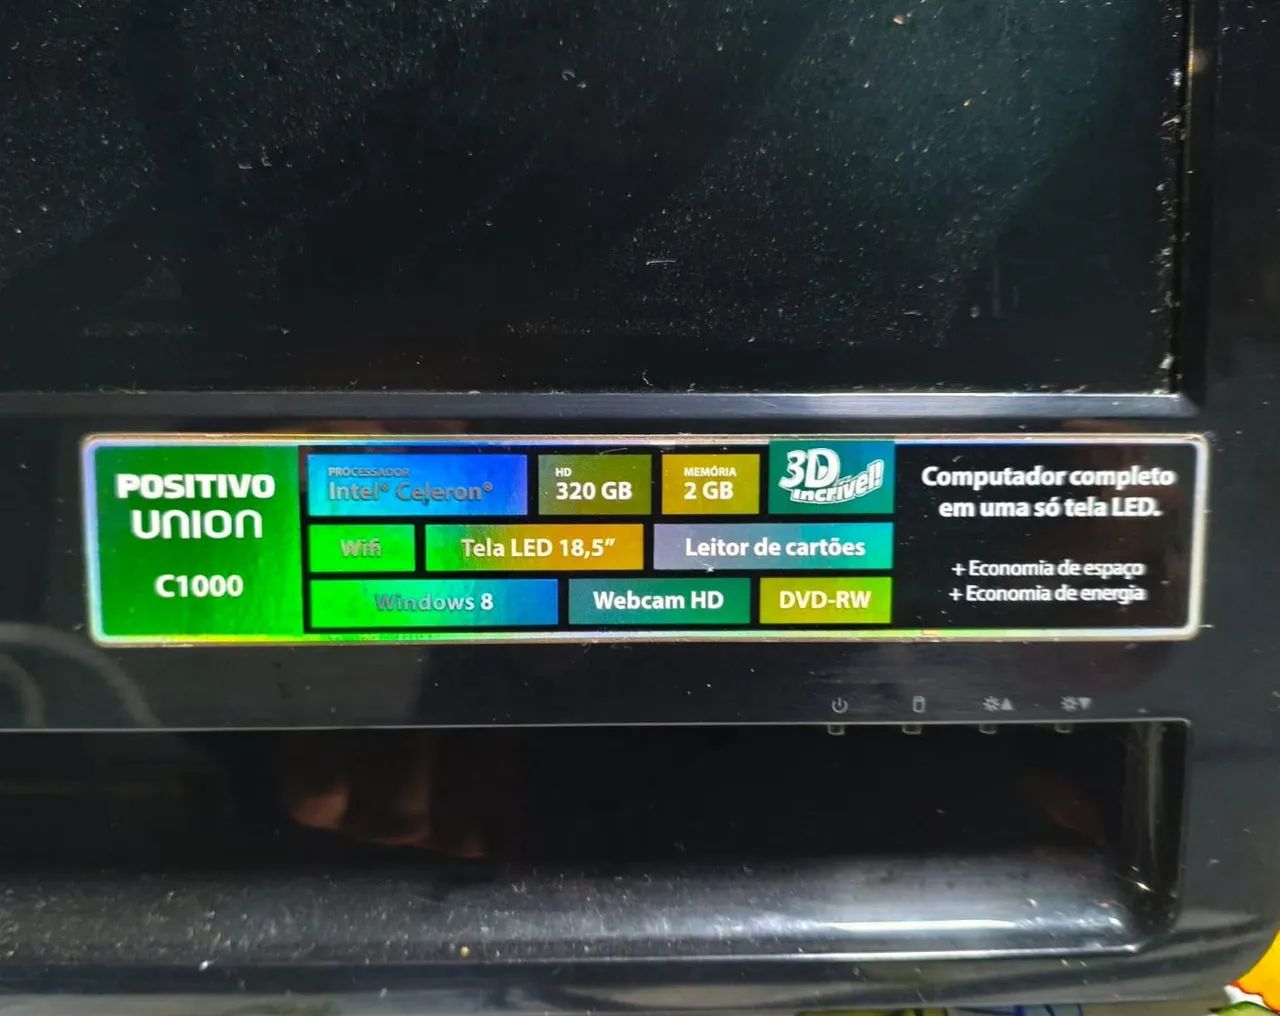 POSITIVO
UNION
C1000
PROCESSADOR
Intel® Celeron®
HD
320 GB
MEMÓRIA
2 GB
3D
incrível!!
Wifi
Tela LED 18,5”
Leitor de cartões
Windows 8
Webcam HD
DVD-RW
Computador completo
em uma só tela LED.
+ Economia de espaço
+ Economia de energia